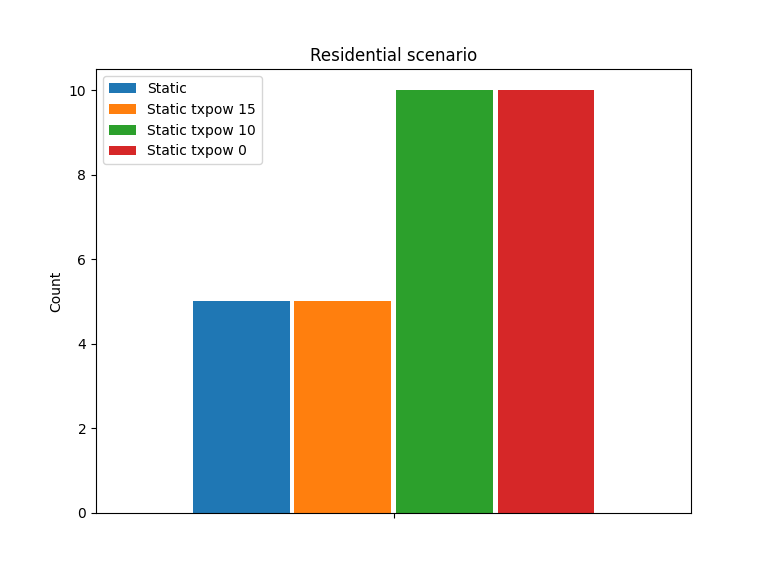 Residential scenario
Static
Static txpow 15
Static txpow 10
Static txpow 0
Count
10
8
6
4
2
0